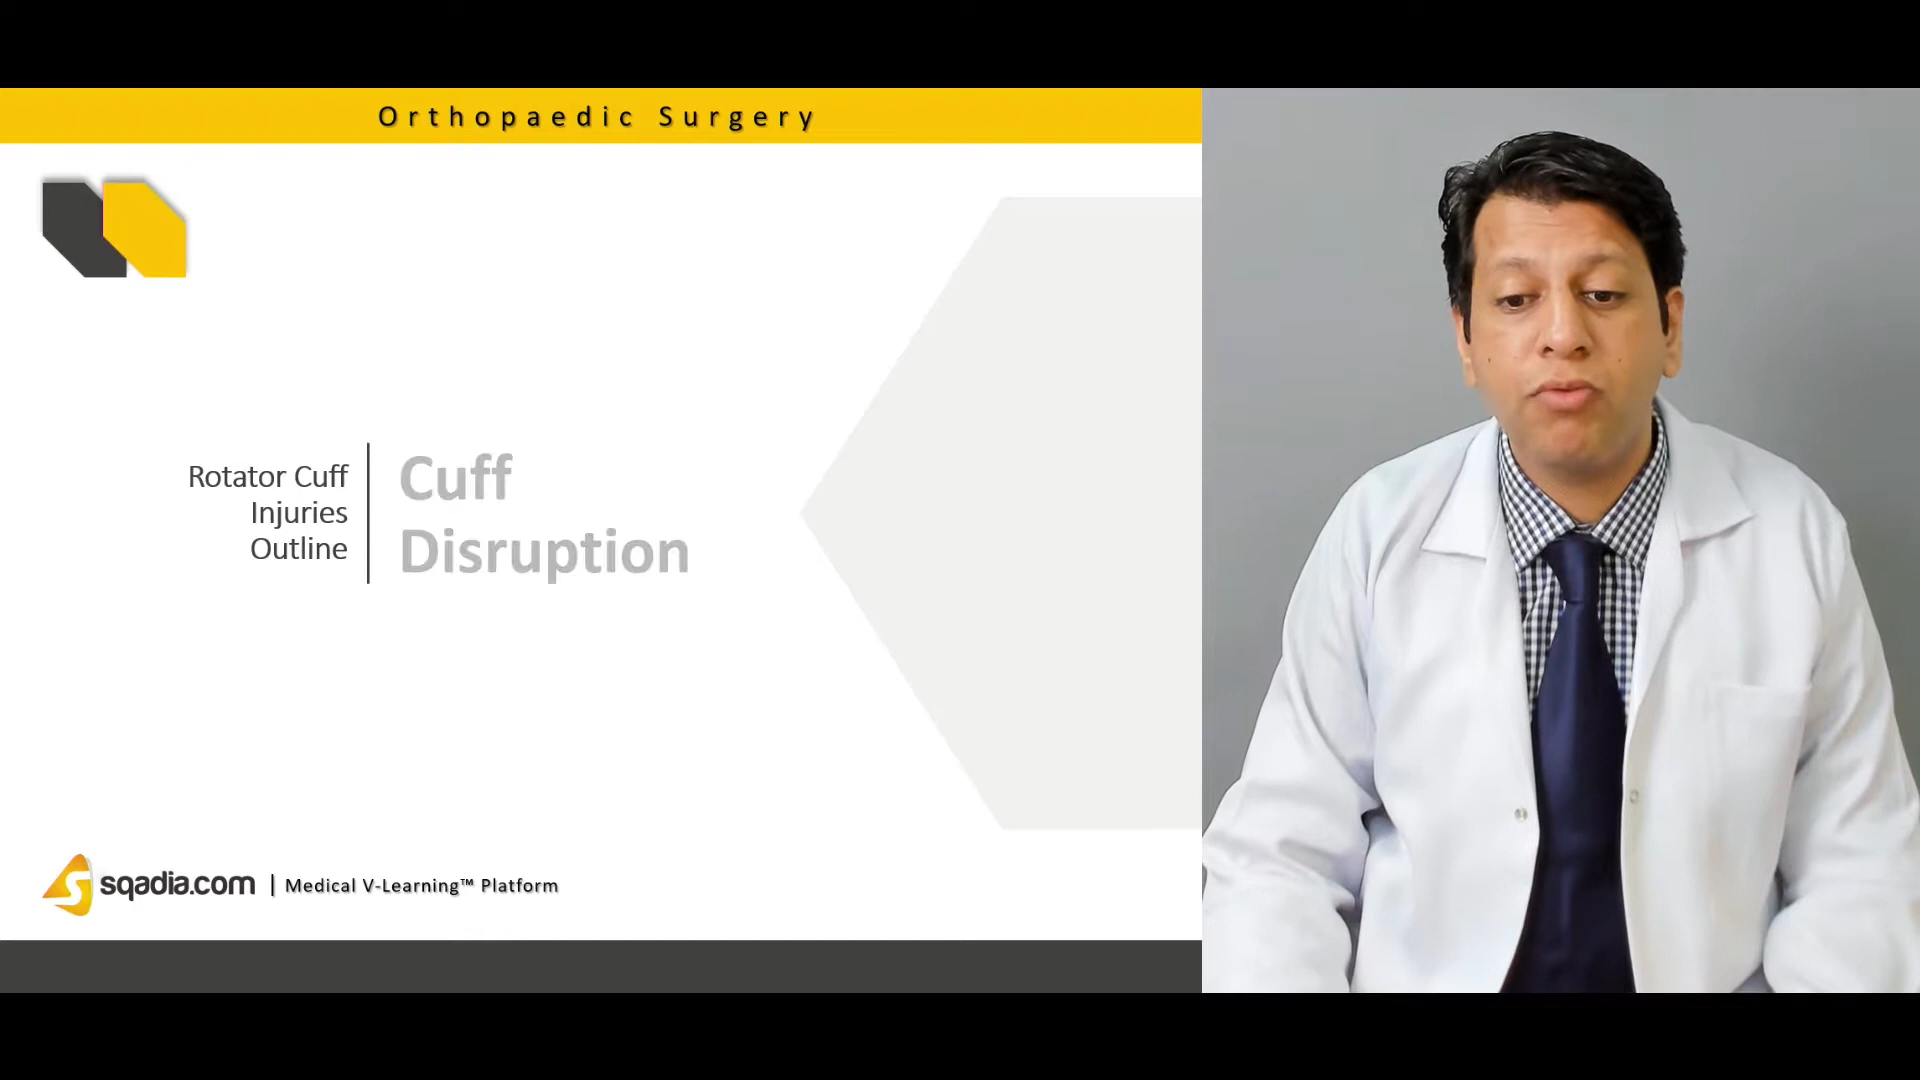 Orthopaedic Surgery
Rotator Cuff
Injuries
Outline
Cuff
Disruption
sqadia.com | Medical V-Learning™ Platform